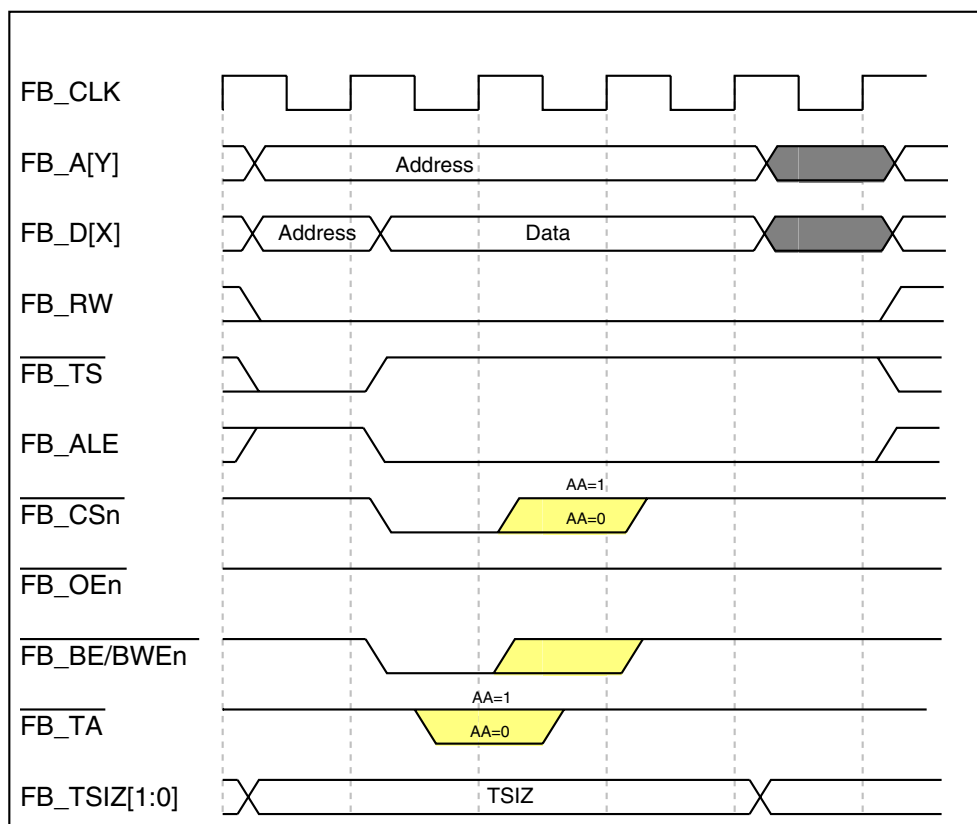 FB_CLK
FB_A[Y]
Address
FB_D[X]
Address
Data
FB_RW
FB_TS
FB_ALE
AA=1
FB_CSn
AA=0
FB_OEn
FB_BE/BWEn
AA=1
FB_TA
AA=0
FB_TSIZ[1:0]
TSIZ